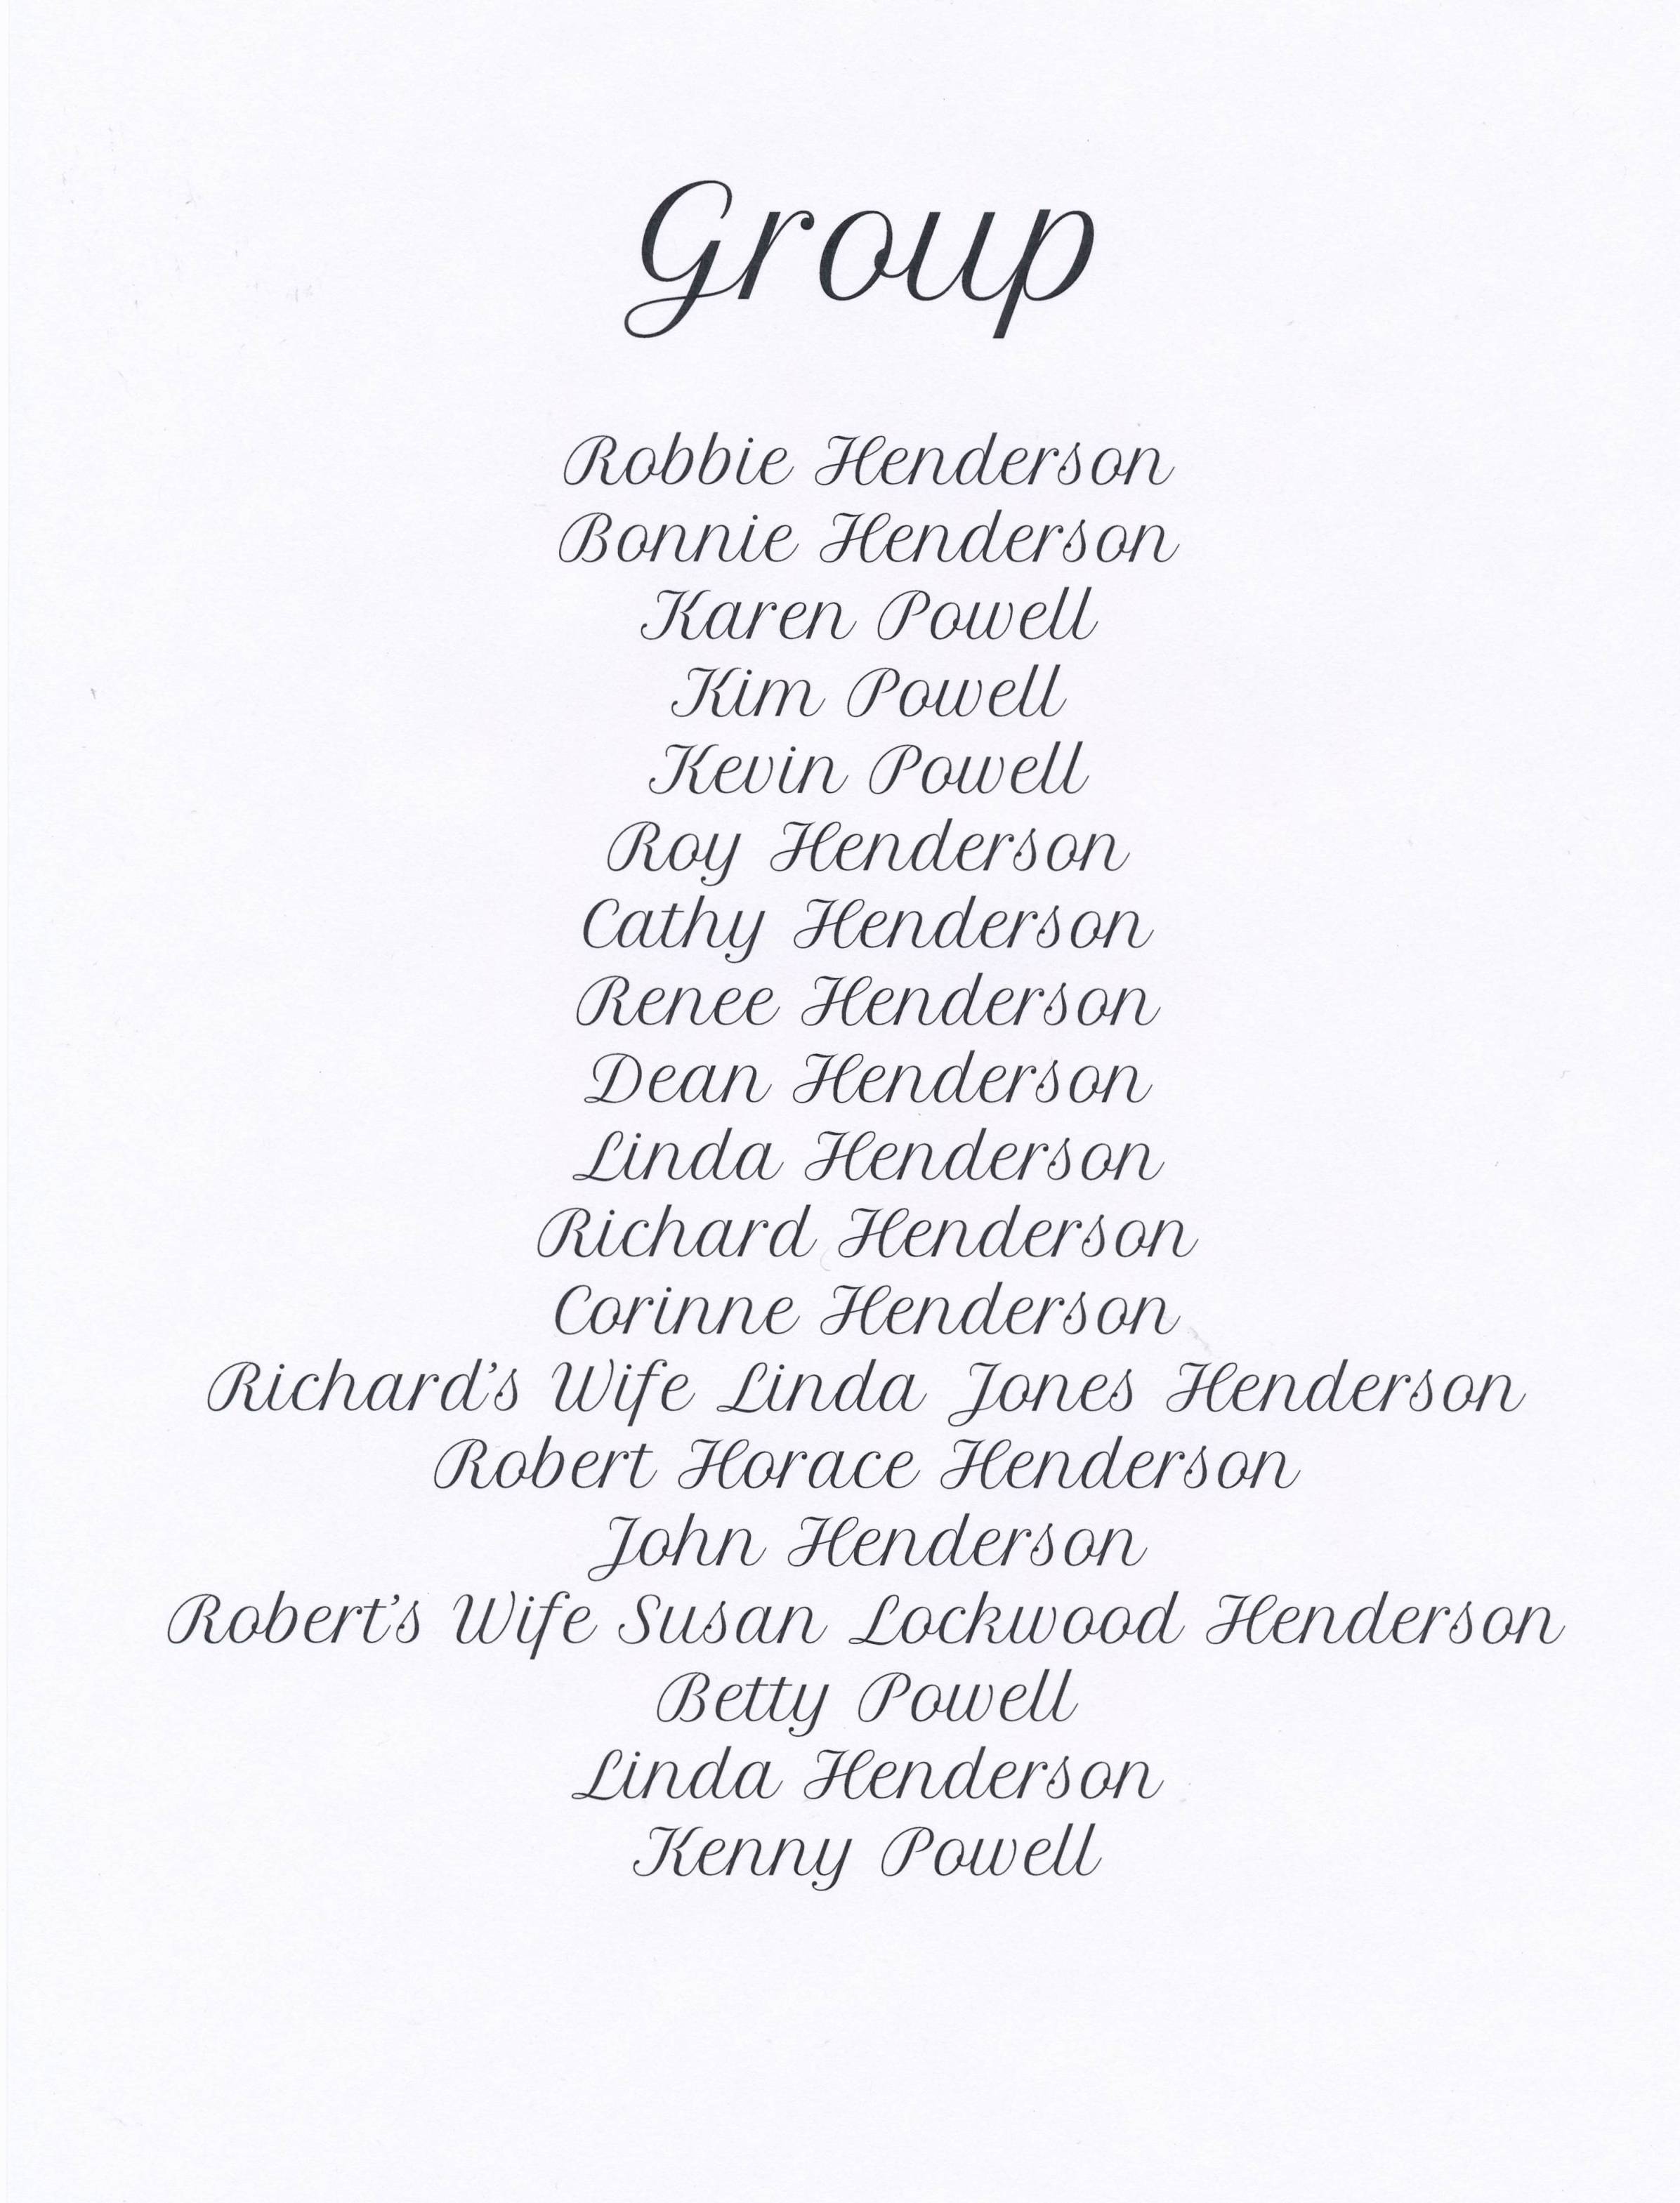 Group
Robbie Henderson
Bonnie Henderson
Karen Powell
Kim Powell
Kevin Powell
Roy Henderson
Cathy Henderson
Renee Henderson
Dean Henderson
Linda Henderson
Richard Henderson
Corinne Henderson
Richard's Wife Linda Jones Henderson
Robert Horace Henderson
John Henderson
Robert's Wife Susan Lockwood Henderson
Betty Powell
Linda Henderson
Kenny Powell